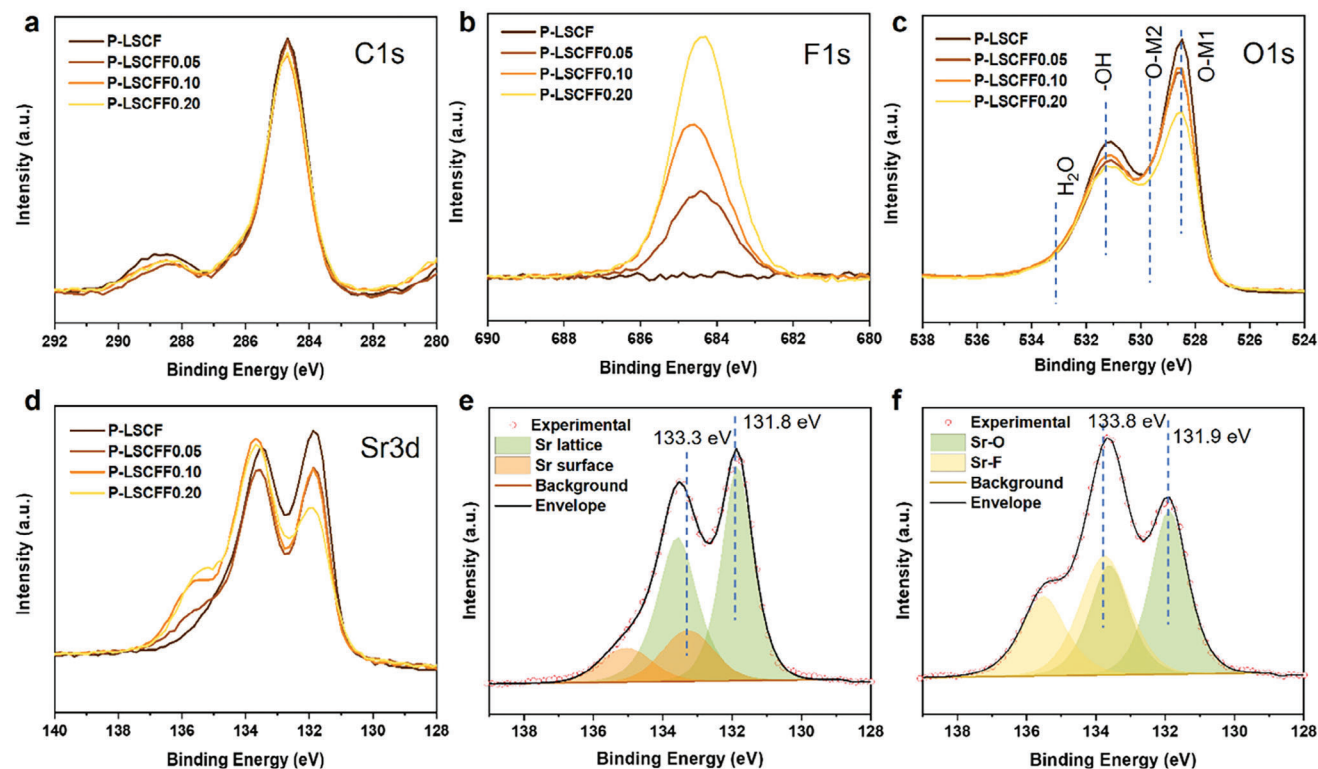 a
C1s
P-LSCF
P-LSCFF0.05
P-LSCFF0.10
P-LSCFF0.20
Intensity (a.u.)
292 290 288 286 284 282 280
Binding Energy (eV)
b
F1s
P-LSCF
P-LSCFF0.05
P-LSCFF0.10
P-LSCFF0.20
Intensity (a.u.)
690 688 686 684 682 680
Binding Energy (eV)
c
O1s
P-LSCF
P-LSCFF0.05
P-LSCFF0.10
P-LSCFF0.20
H₂O
-OH
O-M2
O-M1
Intensity (a.u.)
538 536 534 532 530 528 526 524
Binding Energy (eV)
d
Sr3d
P-LSCF
P-LSCFF0.05
P-LSCFF0.10
P-LSCFF0.20
Intensity (a.u.)
140 138 136 134 132 130 128
Binding Energy (eV)
e
Experimental
Sr lattice
Sr surface
Background
Envelope
133.3 eV
131.8 eV
Intensity (a.u.)
138 136 134 132 130 128
Binding Energy (eV)
f
Experimental
Sr-O
Sr-F
Background
Envelope
133.8 eV
131.9 eV
Intensity (a.u.)
138 136 134 132 130 128
Binding Energy (eV)